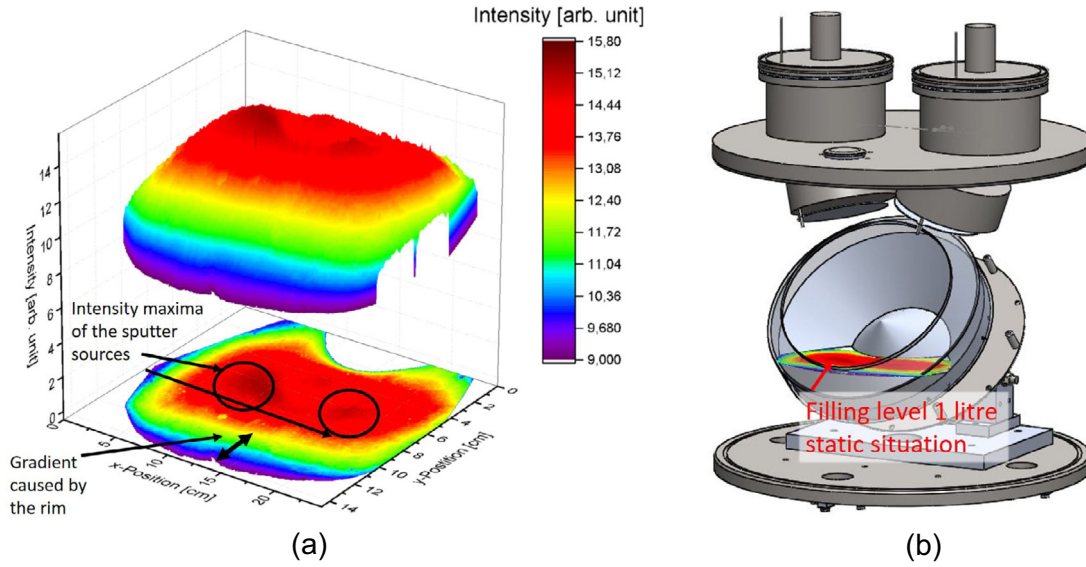 Intensity [arb. unit]
15,80
15,12
14,44
13,76
13,08
12,40
11,72
11,04
10,36
9,680
9,000
Intensity [arb. unit]
14
12
10
8
6
4
2
0
Intensity maxima
of the sputter
sources
Gradient
caused by
the rim
x-Position [cm]
0
5
10
15
20
y-Position [cm]
0
2
4
6
8
10
12
14
(a)
Filling level 1 litre
static situation
(b)